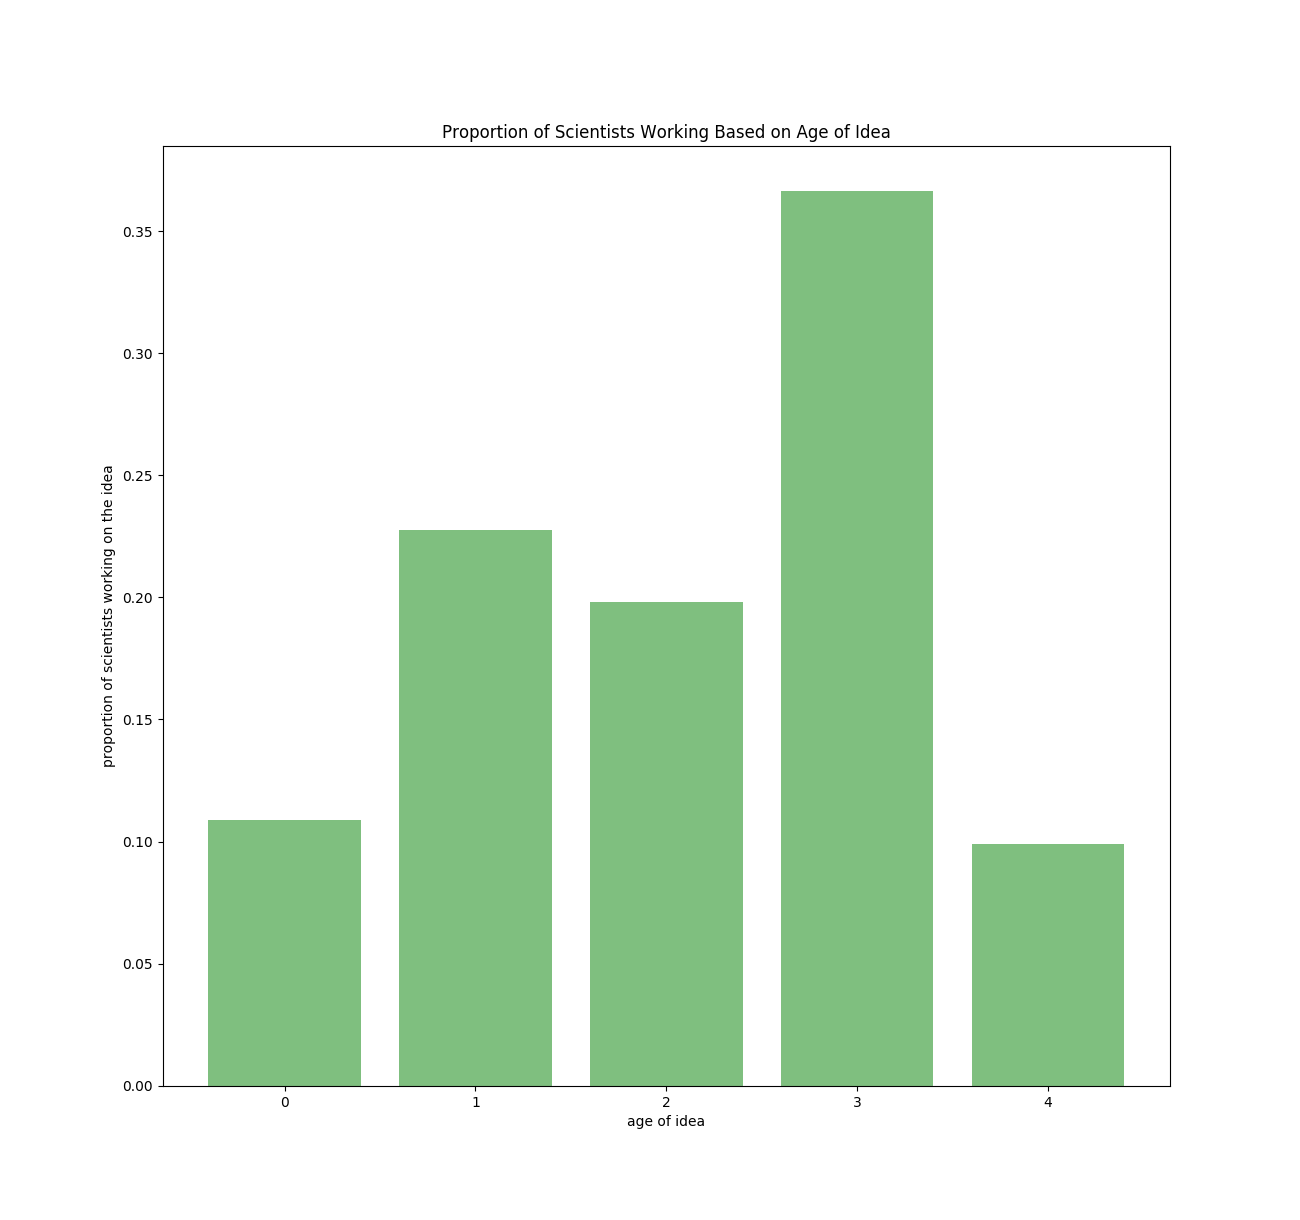 Proportion of Scientists Working Based on Age of Idea
proportion of scientists working on the idea
0.35
0.30
0.25
0.20
0.15
0.10
0.05
0.00
0 1 2 3 4
age of idea